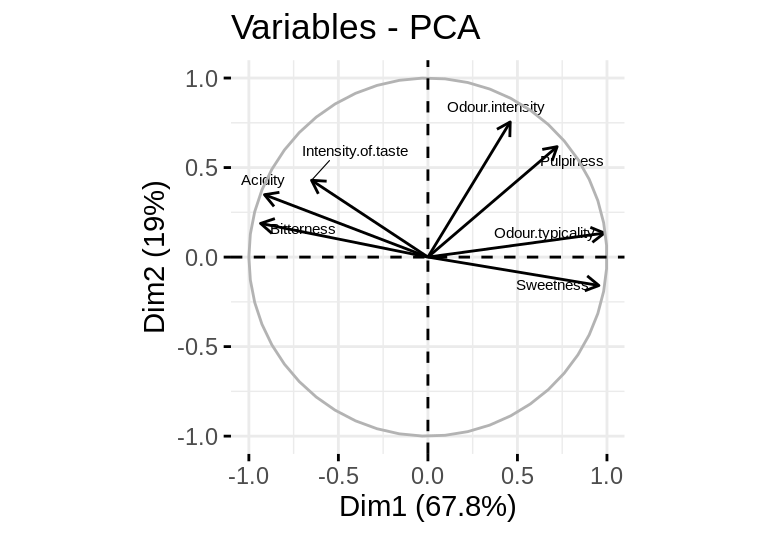 Variables - PCA
1.0
0.5
0.0
-0.5
-1.0
Dim2 (19%)
Odour.intensity
Intensity.of.taste
Pulpiness
Acidity
Bitterness
Odour.typicality
Sweetness
-1.0
-0.5
0.0
0.5
1.0
Dim1 (67.8%)